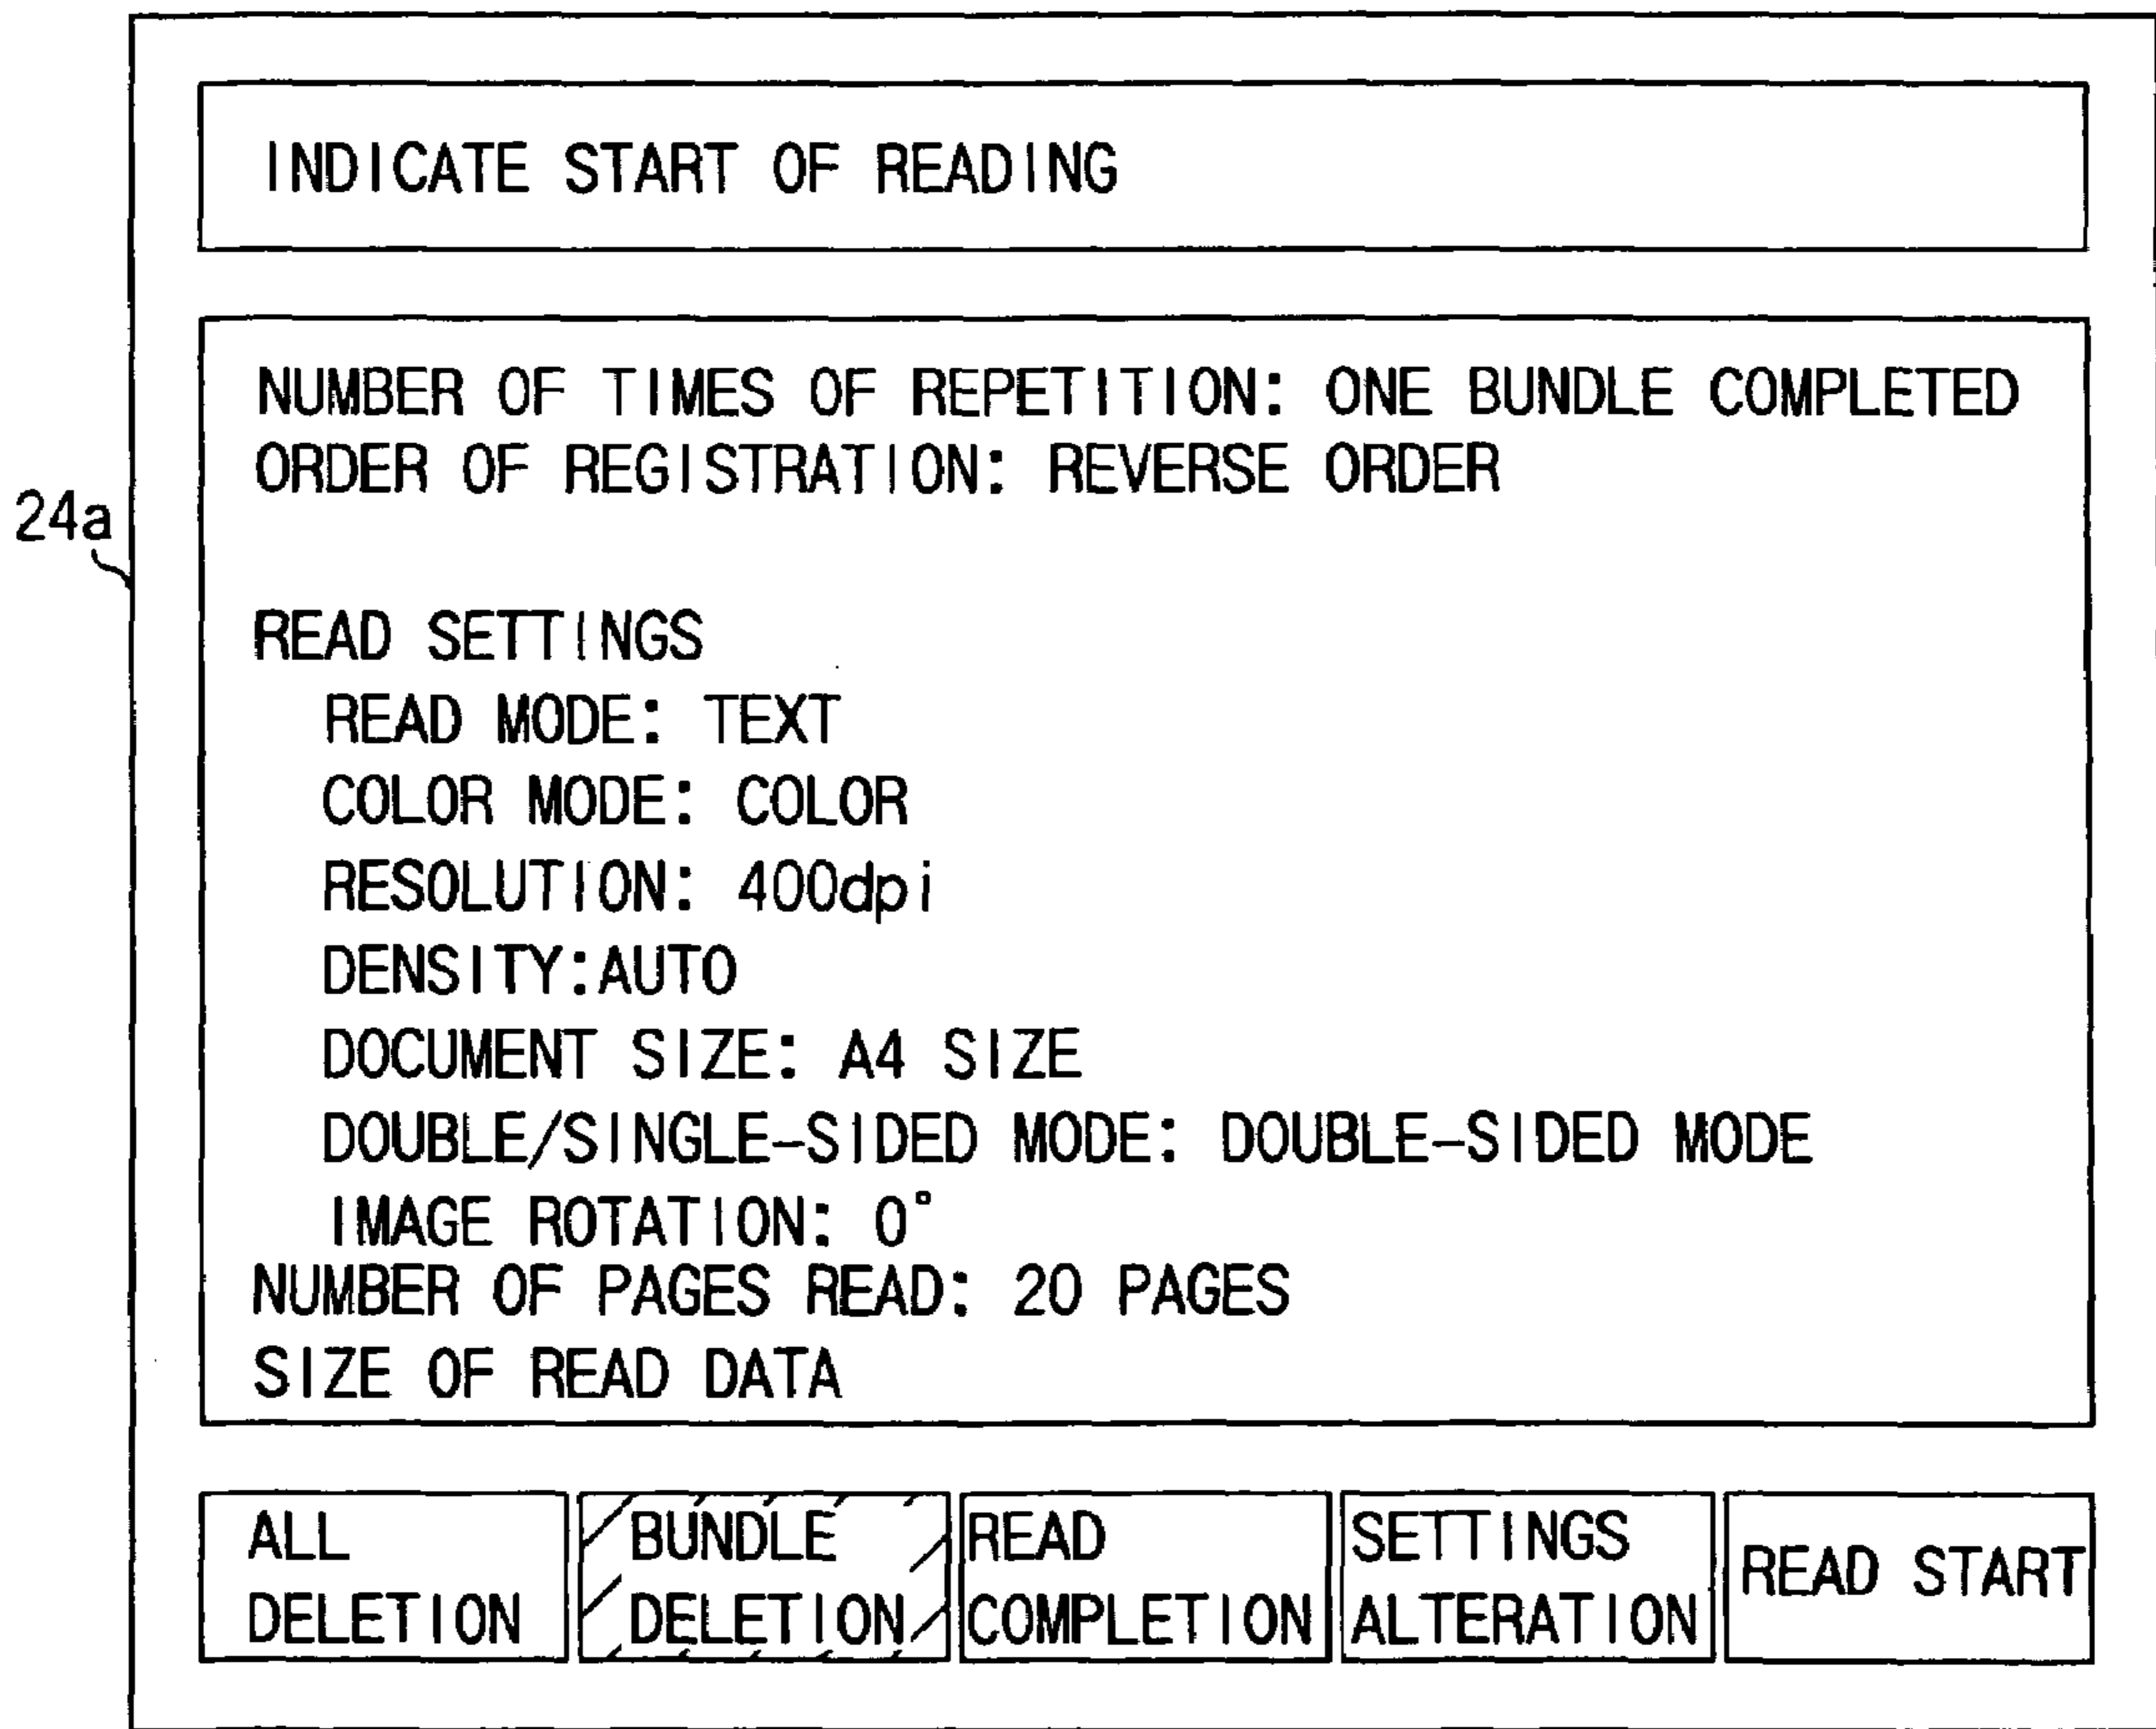 INDICATE START OF READING
NUMBER OF TIMES OF REPETITION: ONE BUNDLE COMPLETED
ORDER OF REGISTRATION: REVERSE ORDER
24a
READ SETTINGS
READ MODE: TEXT
COLOR MODE: COLOR
RESOLUTION: 400dpi
DENSITY:AUTO
DOCUMENT SIZE: A4 SIZE
DOUBLE/SINGLE-SIDED MODE: DOUBLE-SIDED MODE
IMAGE ROTATION: 0°
NUMBER OF PAGES READ: 20 PAGES
SIZE OF READ DATA
ALL
DELETION
BUNDLE
DELETION
READ
COMPLETION
SETTINGS
ALTERATION
READ START